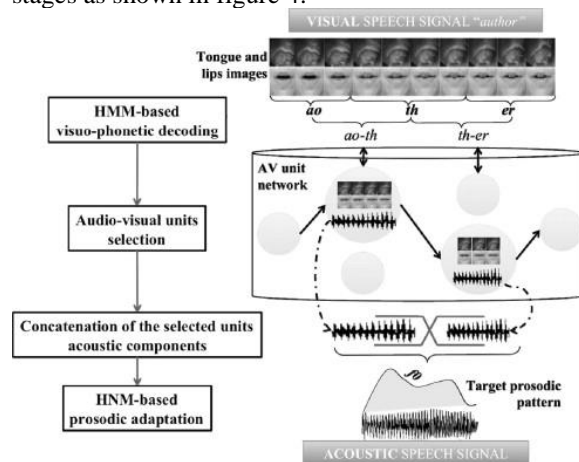 stages as shown in figure 4.
VISUAL SPEECH SIGNAL "author"
Tongue and
lips images
ao th er
ao-th th-er
HMM-based
visuo-phonetic decoding
AV unit
network
Audio-visual units
selection
Concatenation of the selected units
acoustic components
HNM-based
prosodic adaptation
f0
Target prosodic
pattern
ACOUSTIC SPEECH SIGNAL